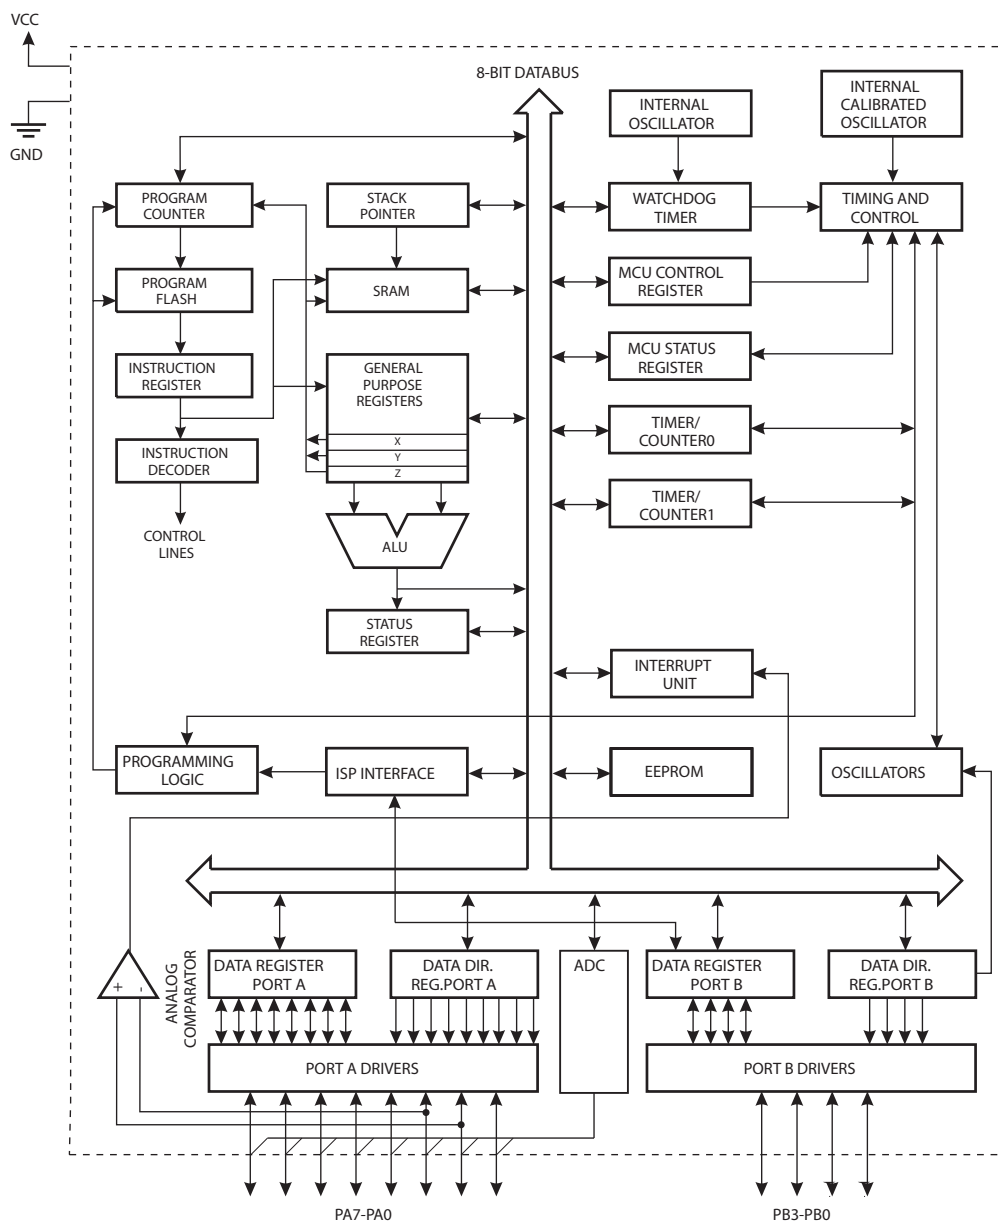 VCC
GND
8-BIT DATABUS
INTERNAL
OSCILLATOR
INTERNAL
CALIBRATED
OSCILLATOR
PROGRAM
COUNTER
STACK
POINTER
WATCHDOG
TIMER
TIMING AND
CONTROL
PROGRAM
FLASH
SRAM
MCU CONTROL
REGISTER
INSTRUCTION
REGISTER
GENERAL
PURPOSE
REGISTERS
X
Y
Z
MCU STATUS
REGISTER
INSTRUCTION
DECODER
TIMER/
COUNTER0
TIMER/
COUNTER1
CONTROL
LINES
ALU
STATUS
REGISTER
INTERRUPT
UNIT
PROGRAMMING
LOGIC
ISP INTERFACE
EEPROM
OSCILLATORS
ANALOG
COMPARATOR
+
-
DATA REGISTER
PORT A
DATA DIR.
REG.PORT A
ADC
DATA REGISTER
PORT B
DATA DIR.
REG.PORT B
PORT A DRIVERS
PORT B DRIVERS
PA7-PA0
PB3-PB0